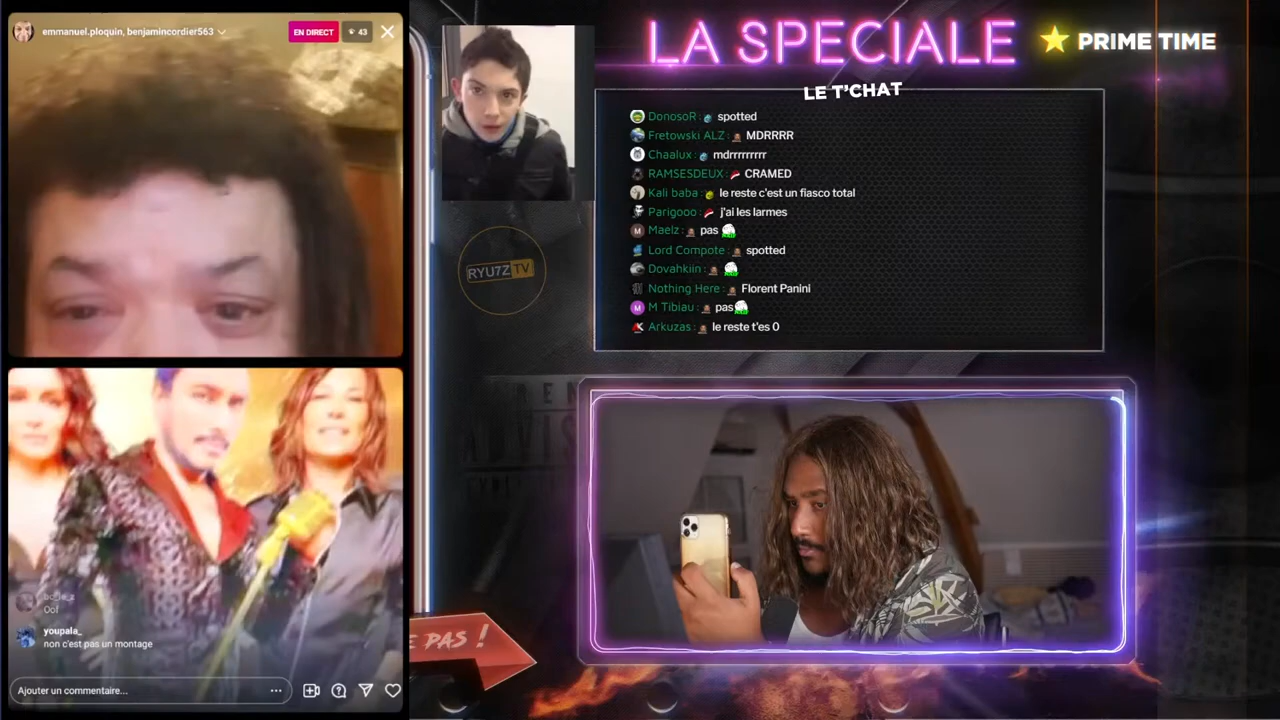 emmanuel.ploquin, benjamincordier563
EN DIRECT
43
LA SPECIALE
PRIME TIME
LE T'CHAT
DonosoR : spotted
Fretowski ALZ : MDRRRR
Chaalux : mdrrrrrrrr
RAMSESDEUX : CRAMED
Kali baba : le reste c'est un fiasco total
Parigooo : j'ai les larmes
M Maelz : pas
Lord Compote : spotted
Dovahkiin :
Nothing Here : Florent Panini
M M Tibiau : pas
Arkuzas : le reste t'es 0
RYU7Z TV
Oof
youpala_
non c'est pas un montage
E PAS !
Ajouter un commentaire...